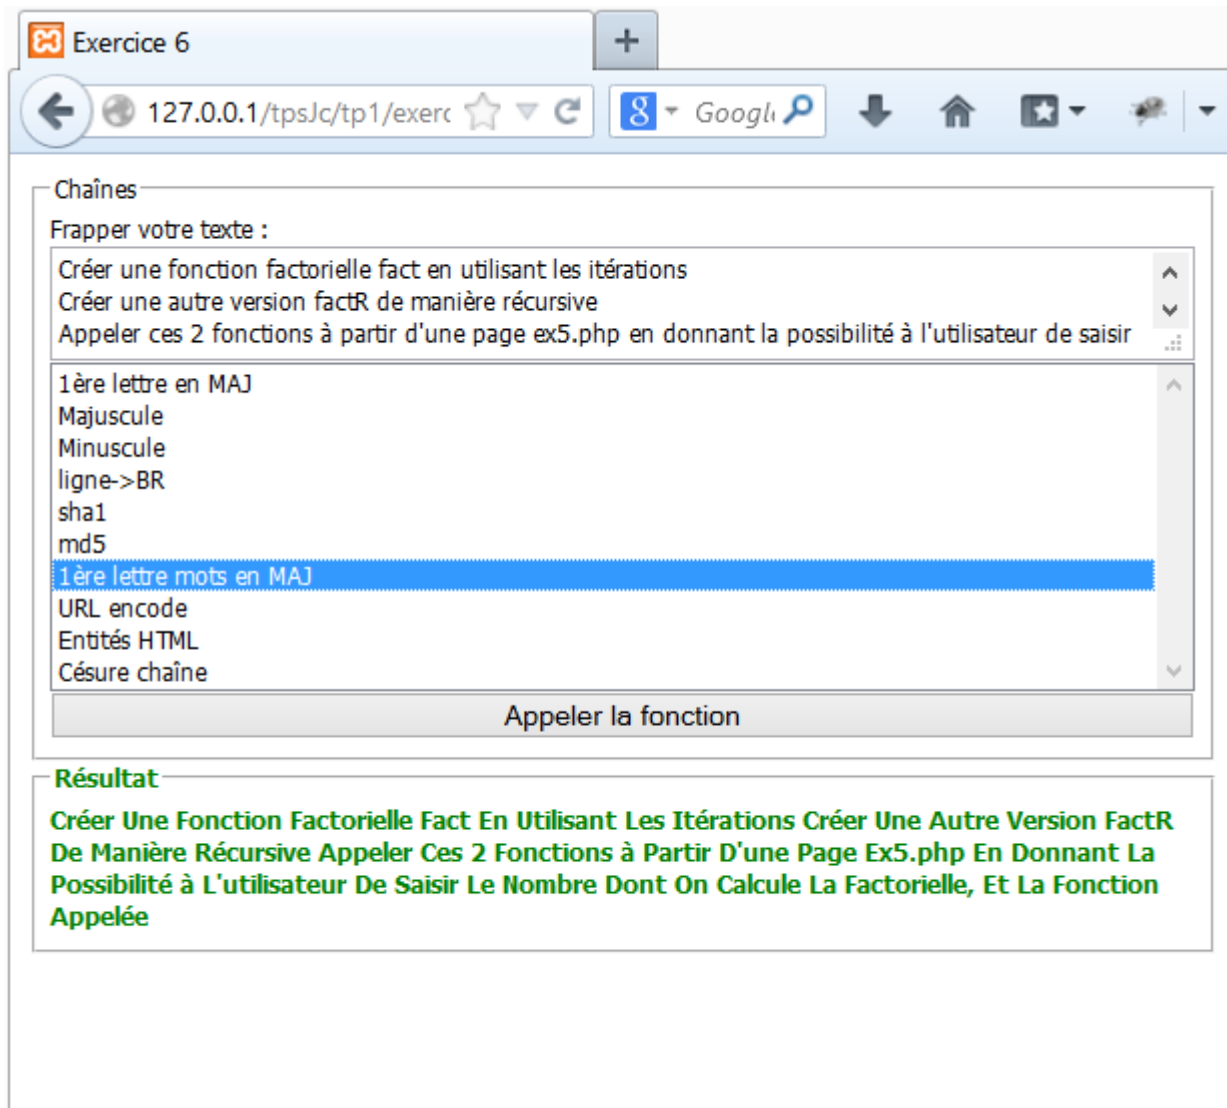 Exercice 6
127.0.0.1/tpsJc/tp1/exerc
Google
Chaînes
Frapper votre texte :
Créer une fonction factorielle fact en utilisant les itérations
Créer une autre version factR de manière récursive
Appeler ces 2 fonctions à partir d'une page ex5.php en donnant la possibilité à l'utilisateur de saisir
1ère lettre en MAJ
Majuscule
Minuscule
ligne->BR
sha1
md5
1ère lettre mots en MAJ
URL encode
Entités HTML
Césure chaîne
Appeler la fonction
Résultat
Créer Une Fonction Factorielle Fact En Utilisant Les Itérations Créer Une Autre Version FactR
De Manière Récursive Appeler Ces 2 Fonctions à Partir D'une Page Ex5.php En Donnant La
Possibilité à L'utilisateur De Saisir Le Nombre Dont On Calcule La Factorielle, Et La Fonction
Appelée